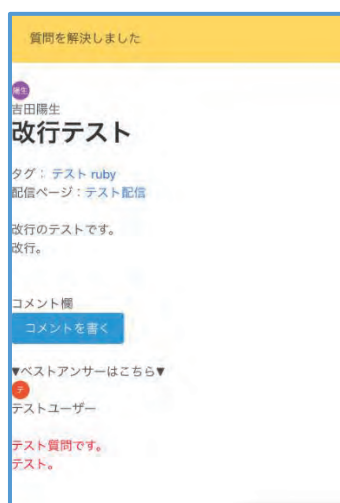 質問を解決しました
陽生
吉田陽生
改行テスト
タグ： テスト ruby
配信ページ：テスト配信
改行のテストです。
改行。
コメント欄
コメントを書く
▼ベストアンサーはこちら▼
テ
テストユーザー
テスト質問です。
テスト。